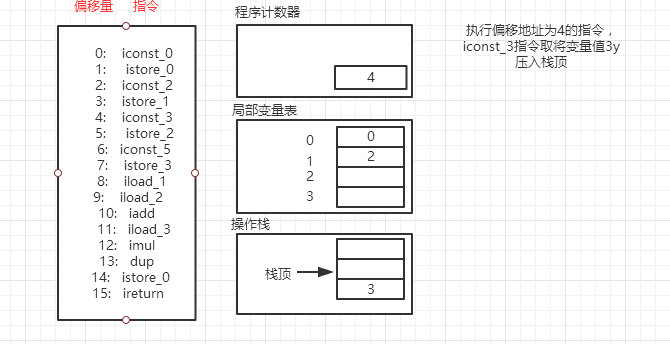 偏移量 指令
0: iconst_0
1: istore_0
2: iconst_2
3: istore_1
4: iconst_3
5: istore_2
6: iconst_5
7: istore_3
8: iload_1
9: iload_2
10: iadd
11: iload_3
12: imul
13: dup
14: istore_0
15: ireturn
程序计数器
4
局部变量表
0 0
1 2
2
3
操作栈
栈顶
3
执行偏移地址为4的指令，
iconst_3指令取将变量值3y
压入栈顶